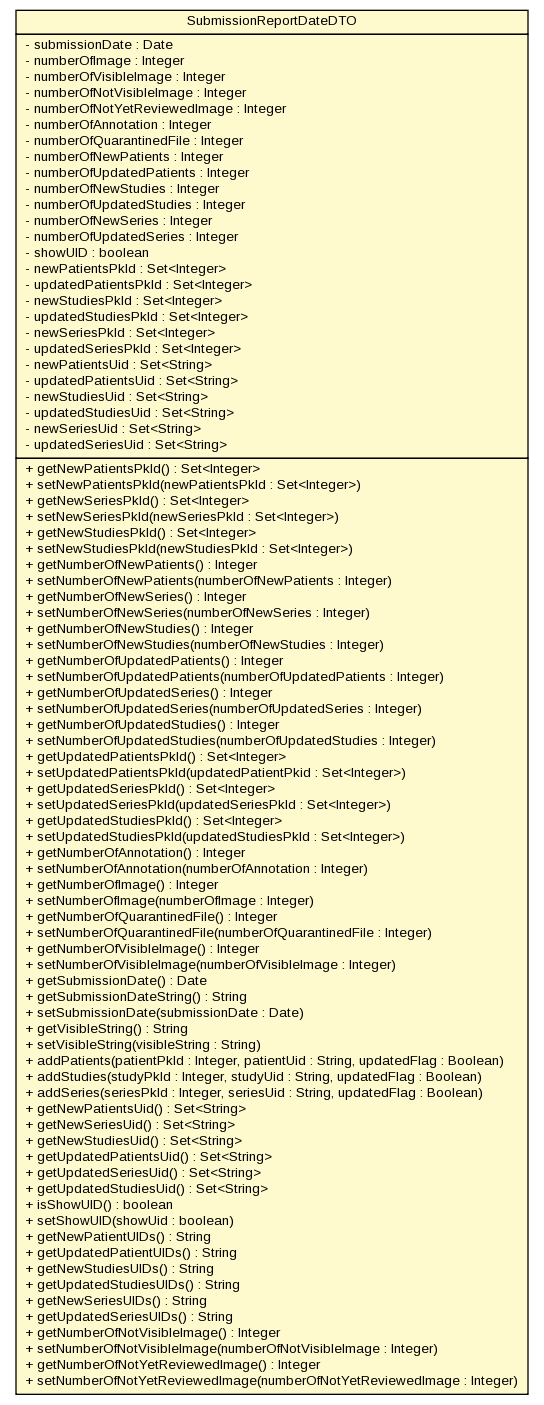 SubmissionReportDateDTO
- submissionDate : Date
- numberOfImage : Integer
- numberOfVisibleImage : Integer
- numberOfNotVisibleImage : Integer
- numberOfNotYetReviewedImage : Integer
- numberOfAnnotation : Integer
- numberOfQuarantinedFile : Integer
- numberOfNewPatients : Integer
- numberOfUpdatedPatients : Integer
- numberOfNewStudies : Integer
- numberOfUpdatedStudies : Integer
- numberOfNewSeries : Integer
- numberOfUpdatedSeries : Integer
- showUID : boolean
- newPatientsPkId : Set<Integer>
- updatedPatientsPkId : Set<Integer>
- newStudiesPkId : Set<Integer>
- updatedStudiesPkId : Set<Integer>
- newSeriesPkId : Set<Integer>
- updatedSeriesPkId : Set<Integer>
- newPatientsUid : Set<String>
- updatedPatientsUid : Set<String>
- newStudiesUid : Set<String>
- updatedStudiesUid : Set<String>
- newSeriesUid : Set<String>
- updatedSeriesUid : Set<String>
+ getNewPatientsPkId() : Set<Integer>
+ setNewPatientsPkId(newPatientsPkId : Set<Integer>)
+ getNewSeriesPkId() : Set<Integer>
+ setNewSeriesPkId(newSeriesPkId : Set<Integer>)
+ getNewStudiesPkId() : Set<Integer>
+ setNewStudiesPkId(newStudiesPkId : Set<Integer>)
+ getNumberOfNewPatients() : Integer
+ setNumberOfNewPatients(numberOfNewPatients : Integer)
+ getNumberOfNewSeries() : Integer
+ setNumberOfNewSeries(numberOfNewSeries : Integer)
+ getNumberOfNewStudies() : Integer
+ setNumberOfNewStudies(numberOfNewStudies : Integer)
+ getNumberOfUpdatedPatients() : Integer
+ setNumberOfUpdatedPatients(numberOfUpdatedPatients : Integer)
+ getNumberOfUpdatedSeries() : Integer
+ setNumberOfUpdatedSeries(numberOfUpdatedSeries : Integer)
+ getNumberOfUpdatedStudies() : Integer
+ setNumberOfUpdatedStudies(numberOfUpdatedStudies : Integer)
+ getUpdatedPatientsPkId() : Set<Integer>
+ setUpdatedPatientsPkId(updatedPatientPkid : Set<Integer>)
+ getUpdatedSeriesPkId() : Set<Integer>
+ setUpdatedSeriesPkId(updatedSeriesPkId : Set<Integer>)
+ getUpdatedStudiesPkId() : Set<Integer>
+ setUpdatedStudiesPkId(updatedStudiesPkId : Set<Integer>)
+ getNumberOfAnnotation() : Integer
+ setNumberOfAnnotation(numberOfAnnotation : Integer)
+ getNumberOfImage() : Integer
+ setNumberOfImage(numberOfImage : Integer)
+ getNumberOfQuarantinedFile() : Integer
+ setNumberOfQuarantinedFile(numberOfQuarantinedFile : Integer)
+ getNumberOfVisibleImage() : Integer
+ setNumberOfVisibleImage(numberOfVisibleImage : Integer)
+ getSubmissionDate() : Date
+ getSubmissionDateString() : String
+ setSubmissionDate(submissionDate : Date)
+ getVisibleString() : String
+ setVisibleString(visibleString : String)
+ addPatients(patientPkId : Integer, patientUid : String, updatedFlag : Boolean)
+ addStudies(studyPkId : Integer, studyUid : String, updatedFlag : Boolean)
+ addSeries(seriesPkId : Integer, seriesUid : String, updatedFlag : Boolean)
+ getNewPatientsUid() : Set<String>
+ getNewSeriesUid() : Set<String>
+ getNewStudiesUid() : Set<String>
+ getUpdatedPatientsUid() : Set<String>
+ getUpdatedSeriesUid() : Set<String>
+ getUpdatedStudiesUid() : Set<String>
+ isShowUID() : boolean
+ setShowUID(showUid : boolean)
+ getNewPatientUIDs() : String
+ getUpdatedPatientUIDs() : String
+ getNewStudiesUIDs() : String
+ getUpdatedStudiesUIDs() : String
+ getNewSeriesUIDs() : String
+ getUpdatedSeriesUIDs() : String
+ getNumberOfNotVisibleImage() : Integer
+ setNumberOfNotVisibleImage(numberOfNotVisibleImage : Integer)
+ getNumberOfNotYetReviewedImage() : Integer
+ setNumberOfNotYetReviewedImage(numberOfNotYetReviewedImage : Integer)